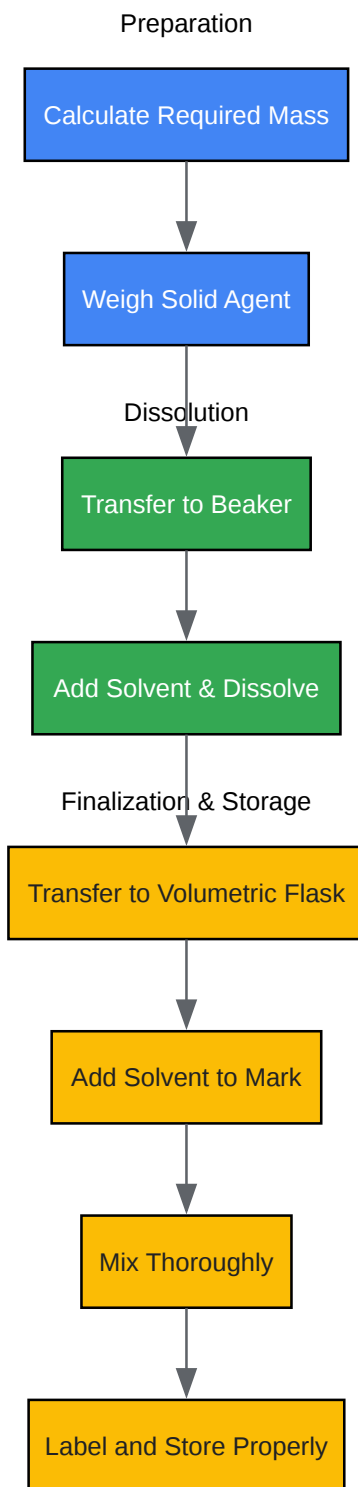 Preparation
Calculate Required Mass
Weigh Solid Agent
Dissolution
Transfer to Beaker
Add Solvent & Dissolve
Finalization & Storage
Transfer to Volumetric Flask
Add Solvent to Mark
Mix Thoroughly
Label and Store Properly